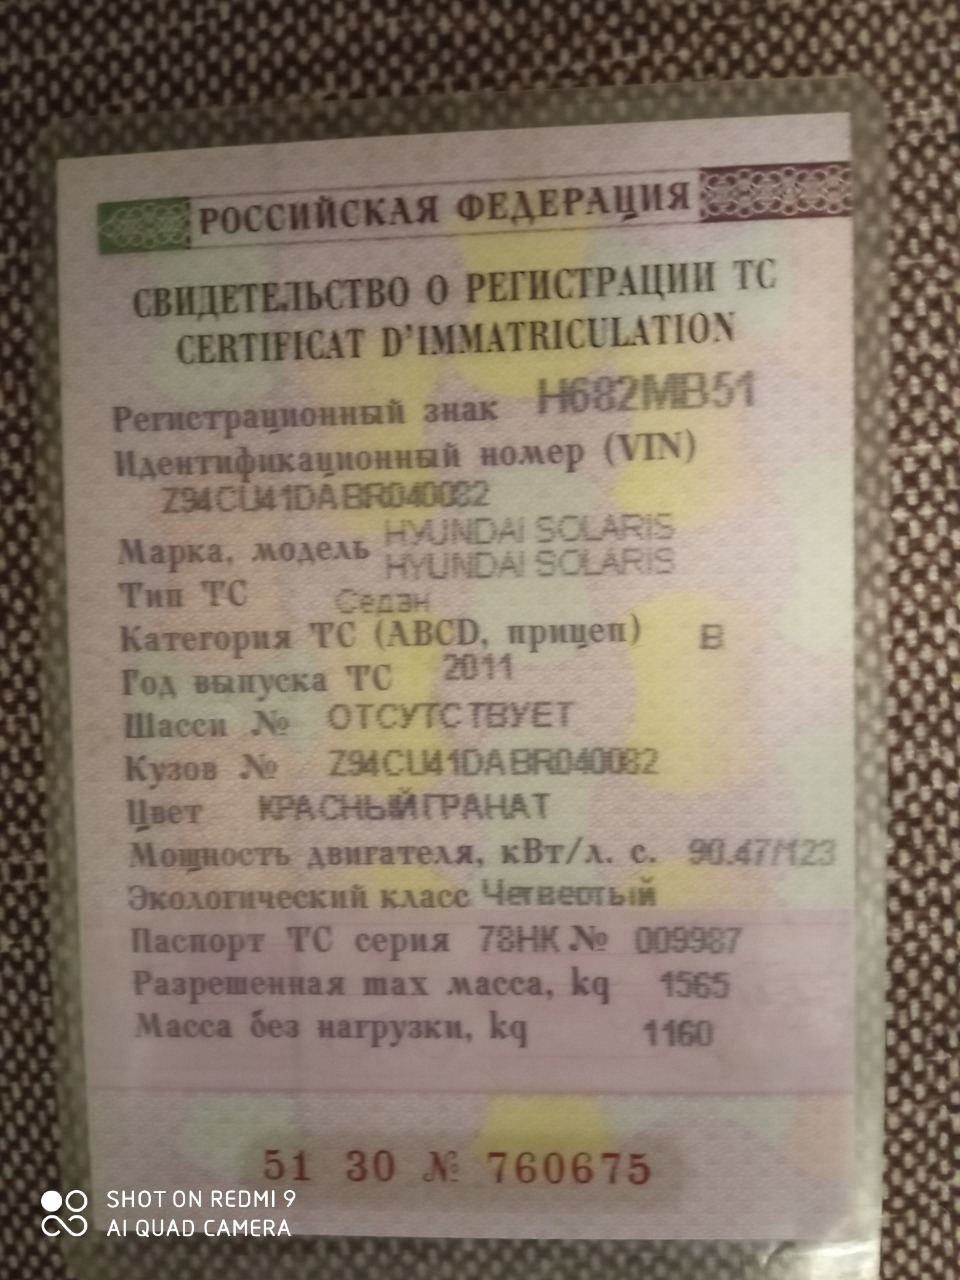 РОССИЙСКАЯ ФЕДЕРАЦИЯ
СВИДЕТЕЛЬСТВО О РЕГИСТРАЦИИ ТС
CERTIFICAT D'IMMATRICULATION
Регистрационный знак Н682МВ51
Идентификационный номер (VIN)
Z94CU41DABR040082
HYUNDAI SOLARIS
Марка, модель HYUNDAI SOLARIS
Тип ТС Седан
Категория ТС (ABCD, прицеп) B
Год выпуска ТС 2011
Шасси № ОТСУТСТВУЕТ
Кузов № Z94CU41DABR040082
Цвет КРАСНЫЙ ГРАНАТ
Мощность двигателя, кВт/л. с. 90.47/123
Экологический класс Четвертый
Паспорт ТС серия 78НК № 009987
Разрешенная max масса, kg 1565
Масса без нагрузки, kg 1160
51 30 № 760675
SHOT ON REDMI 9
AI QUAD CAMERA